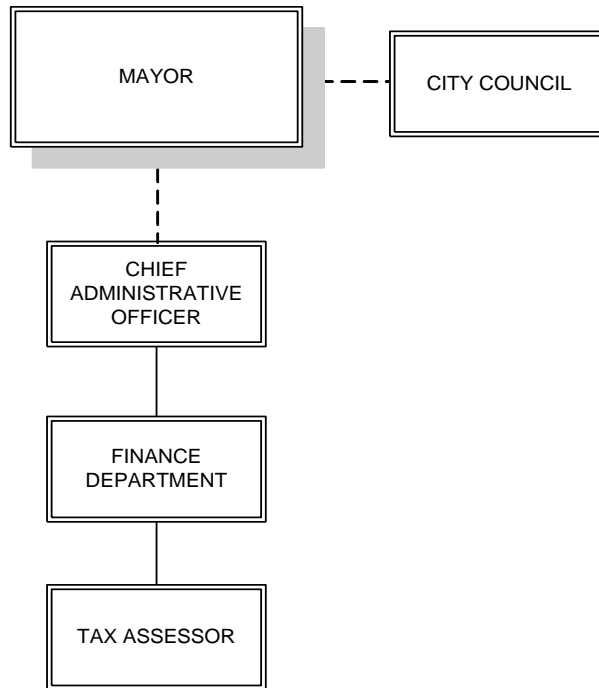 MAYOR
CITY COUNCIL
CHIEF
ADMINISTRATIVE
OFFICER
FINANCE
DEPARTMENT
TAX ASSESSOR